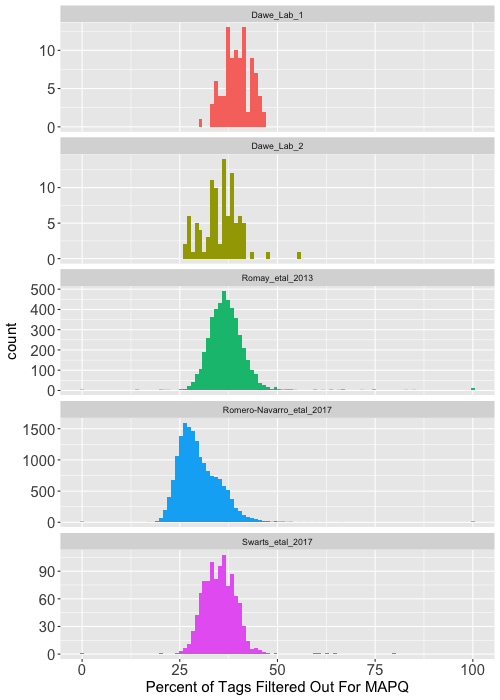 Dawe_Lab_1
10
5
0
Dawe_Lab_2
10
5
0
Romay_etal_2013
500
400
300
200
100
0
Romero-Navarro_etal_2017
1500
1000
500
0
Swarts_etal_2017
90
60
30
0
count
0 25 50 75 100
Percent of Tags Filtered Out For MAPQ